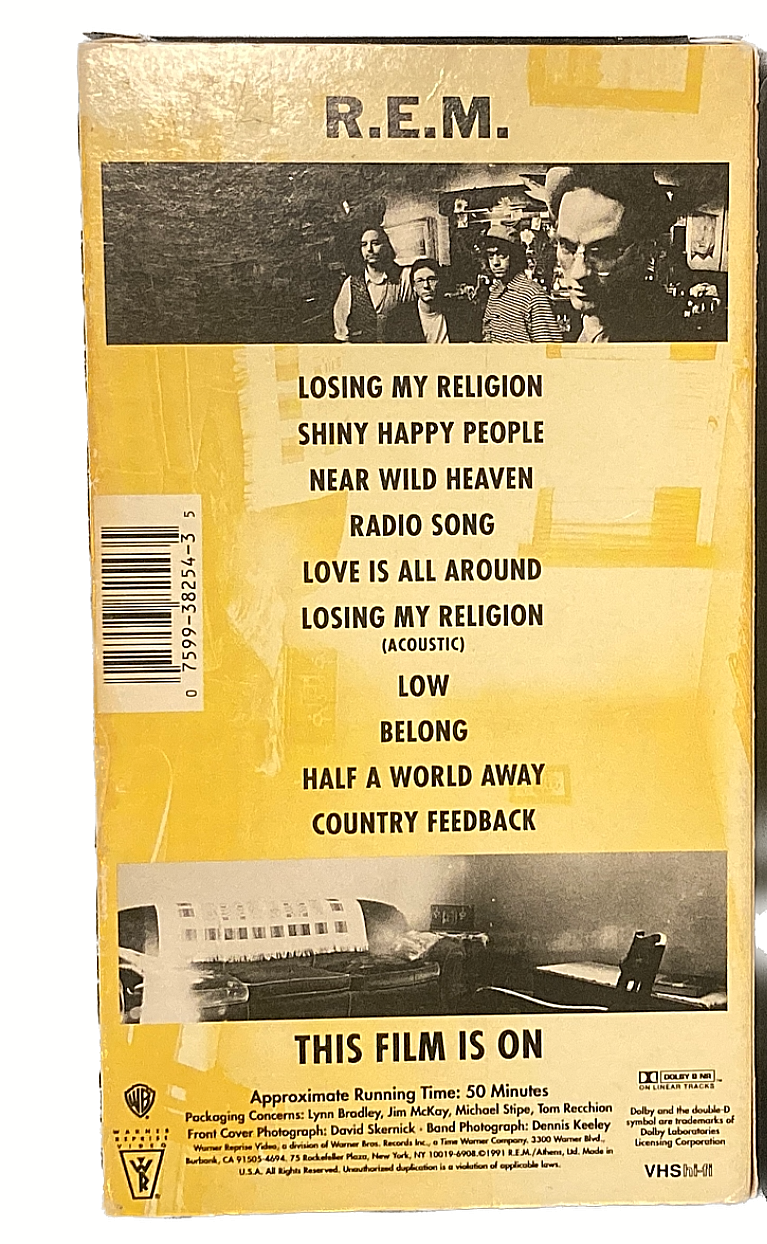 R.E.M.
LOSING MY RELIGION
SHINY HAPPY PEOPLE
NEAR WILD HEAVEN
RADIO SONG
LOVE IS ALL AROUND
LOSING MY RELIGION
(ACOUSTIC)
LOW
BELONG
HALF A WORLD AWAY
COUNTRY FEEDBACK
0 7599-38254-3 5
THIS FILM IS ON
Approximate Running Time: 50 Minutes
Packaging Concerns: Lynn Bradley, Jim McKay, Michael Stipe, Tom Recchion
Front Cover Photograph: David Skernick · Band Photograph: Dennis Keeley
Warner Reprise Video, a division of Warner Bros. Records Inc., a Time Warner Company. 3300 Warner Blvd.,
Burbank, CA 91505-4694. 75 Rockefeller Plaza, New York, NY 10019-6908.©1991 R.E.M./Athens, Ltd. Made in
U.S.A. All Rights Reserved. Unauthorized duplication is a violation of applicable laws.
WB
WARNER
REPRISE
VIDEO
WRV
®
DOLBY B NR™
ON LINEAR TRACKS
Dolby and the double-D
symbol are trademarks of
Dolby Laboratories
Licensing Corporation
VHS hi-fi